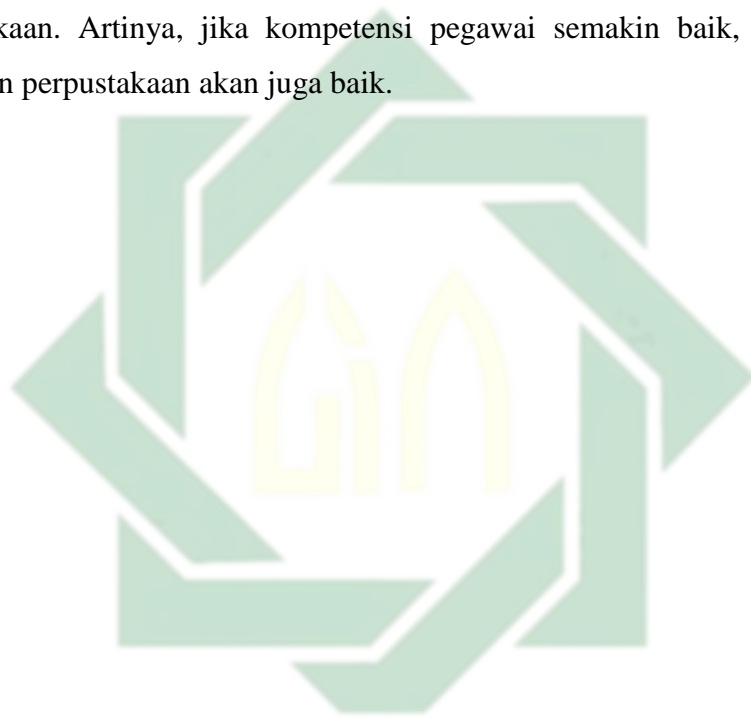 kaan. Artinya, jika kompetensi pegawai semakin baik,
n perpustakaan akan juga baik.